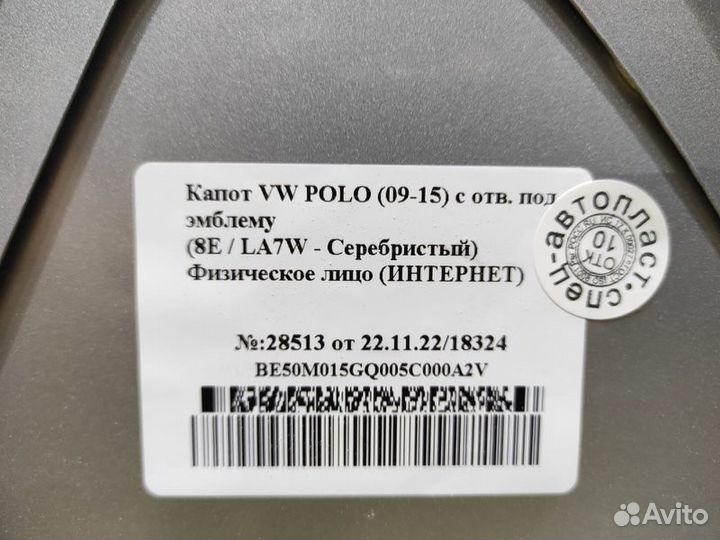 Капот VW POLO (09-15) с отв. под
эмблему
(8E / LA7W - Серебристый)
Физическое лицо (ИНТЕРНЕТ)
№:28513 от 22.11.22/18324
BE50M015GQ005C000A2V
спец-автопласт
ОТК
10
Avito